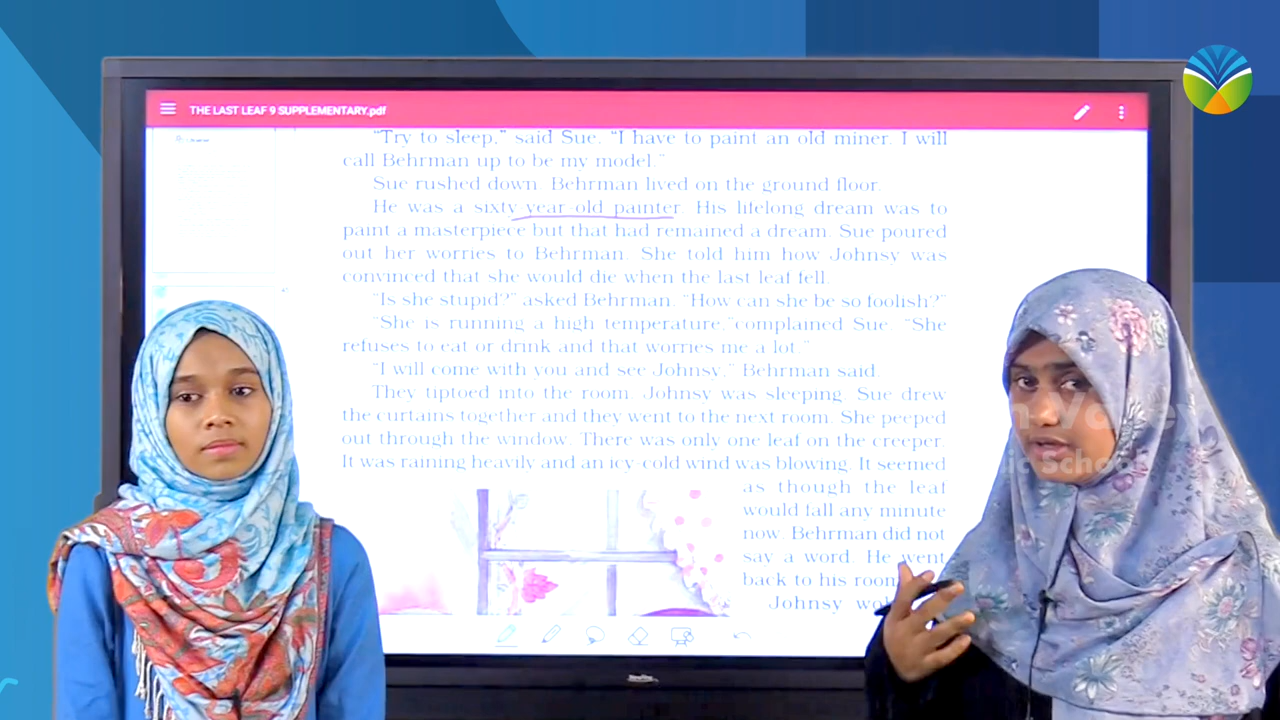 THE LAST LEAF 9 SUPPLEMENTARY.pdf
"Try to sleep," said Sue. "I have to paint an old miner. I will
call Behrman up to be my model."
Sue rushed down. Behrman lived on the ground floor.
He was a sixty-year-old painter. His lifelong dream was to
paint a masterpiece but that had remained a dream. Sue poured
out her worries to Behrman. She told him how Johnsy was
convinced that she would die when the last leaf fell.
"Is she stupid?" asked Behrman. "How can she be so foolish?"
"She is running a high temperature,"complained Sue. "She
refuses to eat or drink and that worries me a lot."
"I will come with you and see Johnsy," Behrman said.
They tiptoed into the room. Johnsy was sleeping. Sue drew
the curtains together and they went to the next room. She peeped
out through the window. There was only one leaf on the creeper.
It was raining heavily and an icy-cold wind was blowing. It seemed
as though the leaf
would fall any minute
now. Behrman did not
say a word. He went
back to his room
Johnsy
School